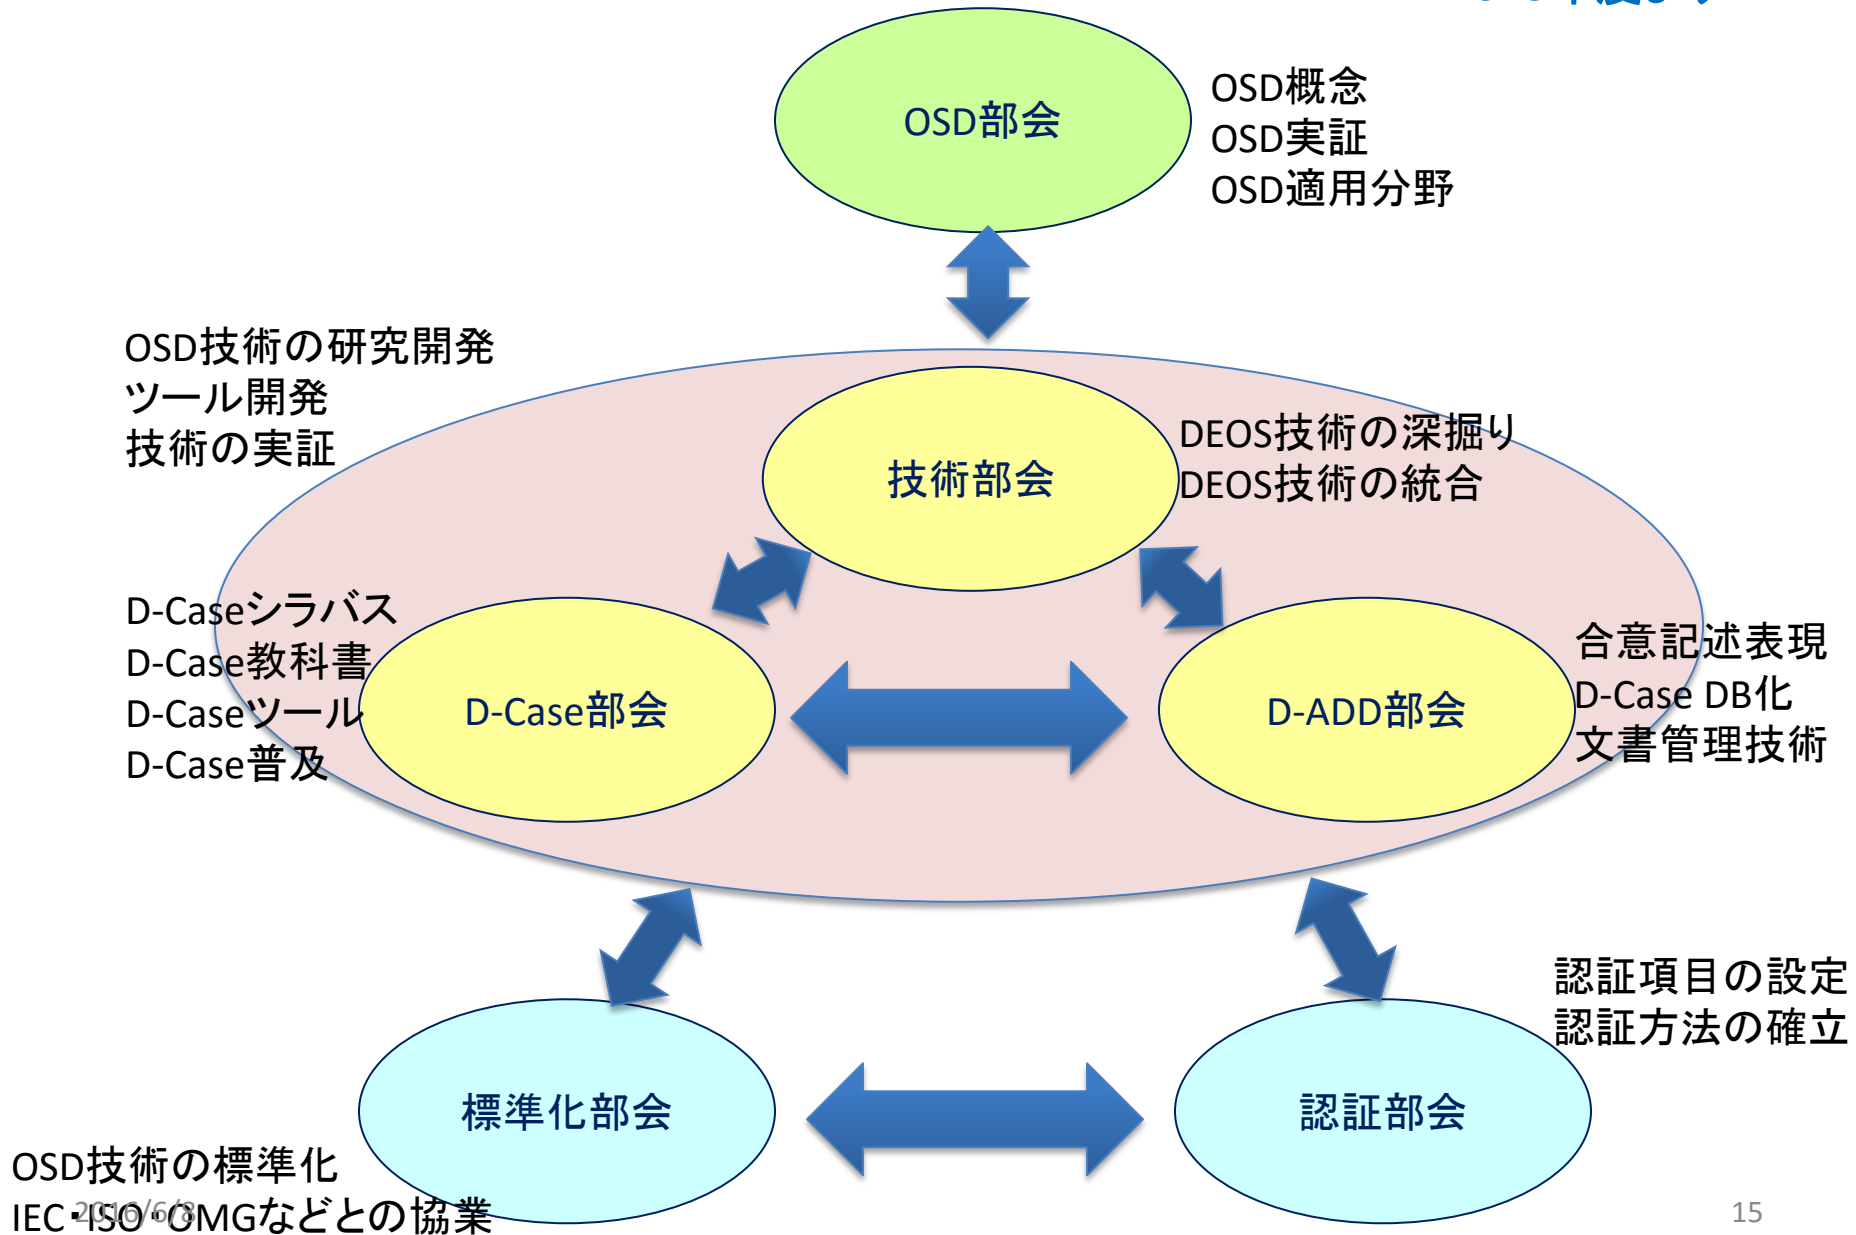 OSD部会
OSD概念
OSD実証
OSD適用分野
OSD技術の研究開発
ツール開発
技術の実証
技術部会
DEOS技術の深掘り
DEOS技術の統合
D-Caseシラバス
D-Case教科書
D-Caseツール
D-Case普及
D-Case部会
D-ADD部会
合意記述表現
D-Case DB化
文書管理技術
認証項目の設定
認証方法の確立
標準化部会
認証部会
OSD技術の標準化
IEC・ISO・OMGなどとの協業
2016/6/8
15